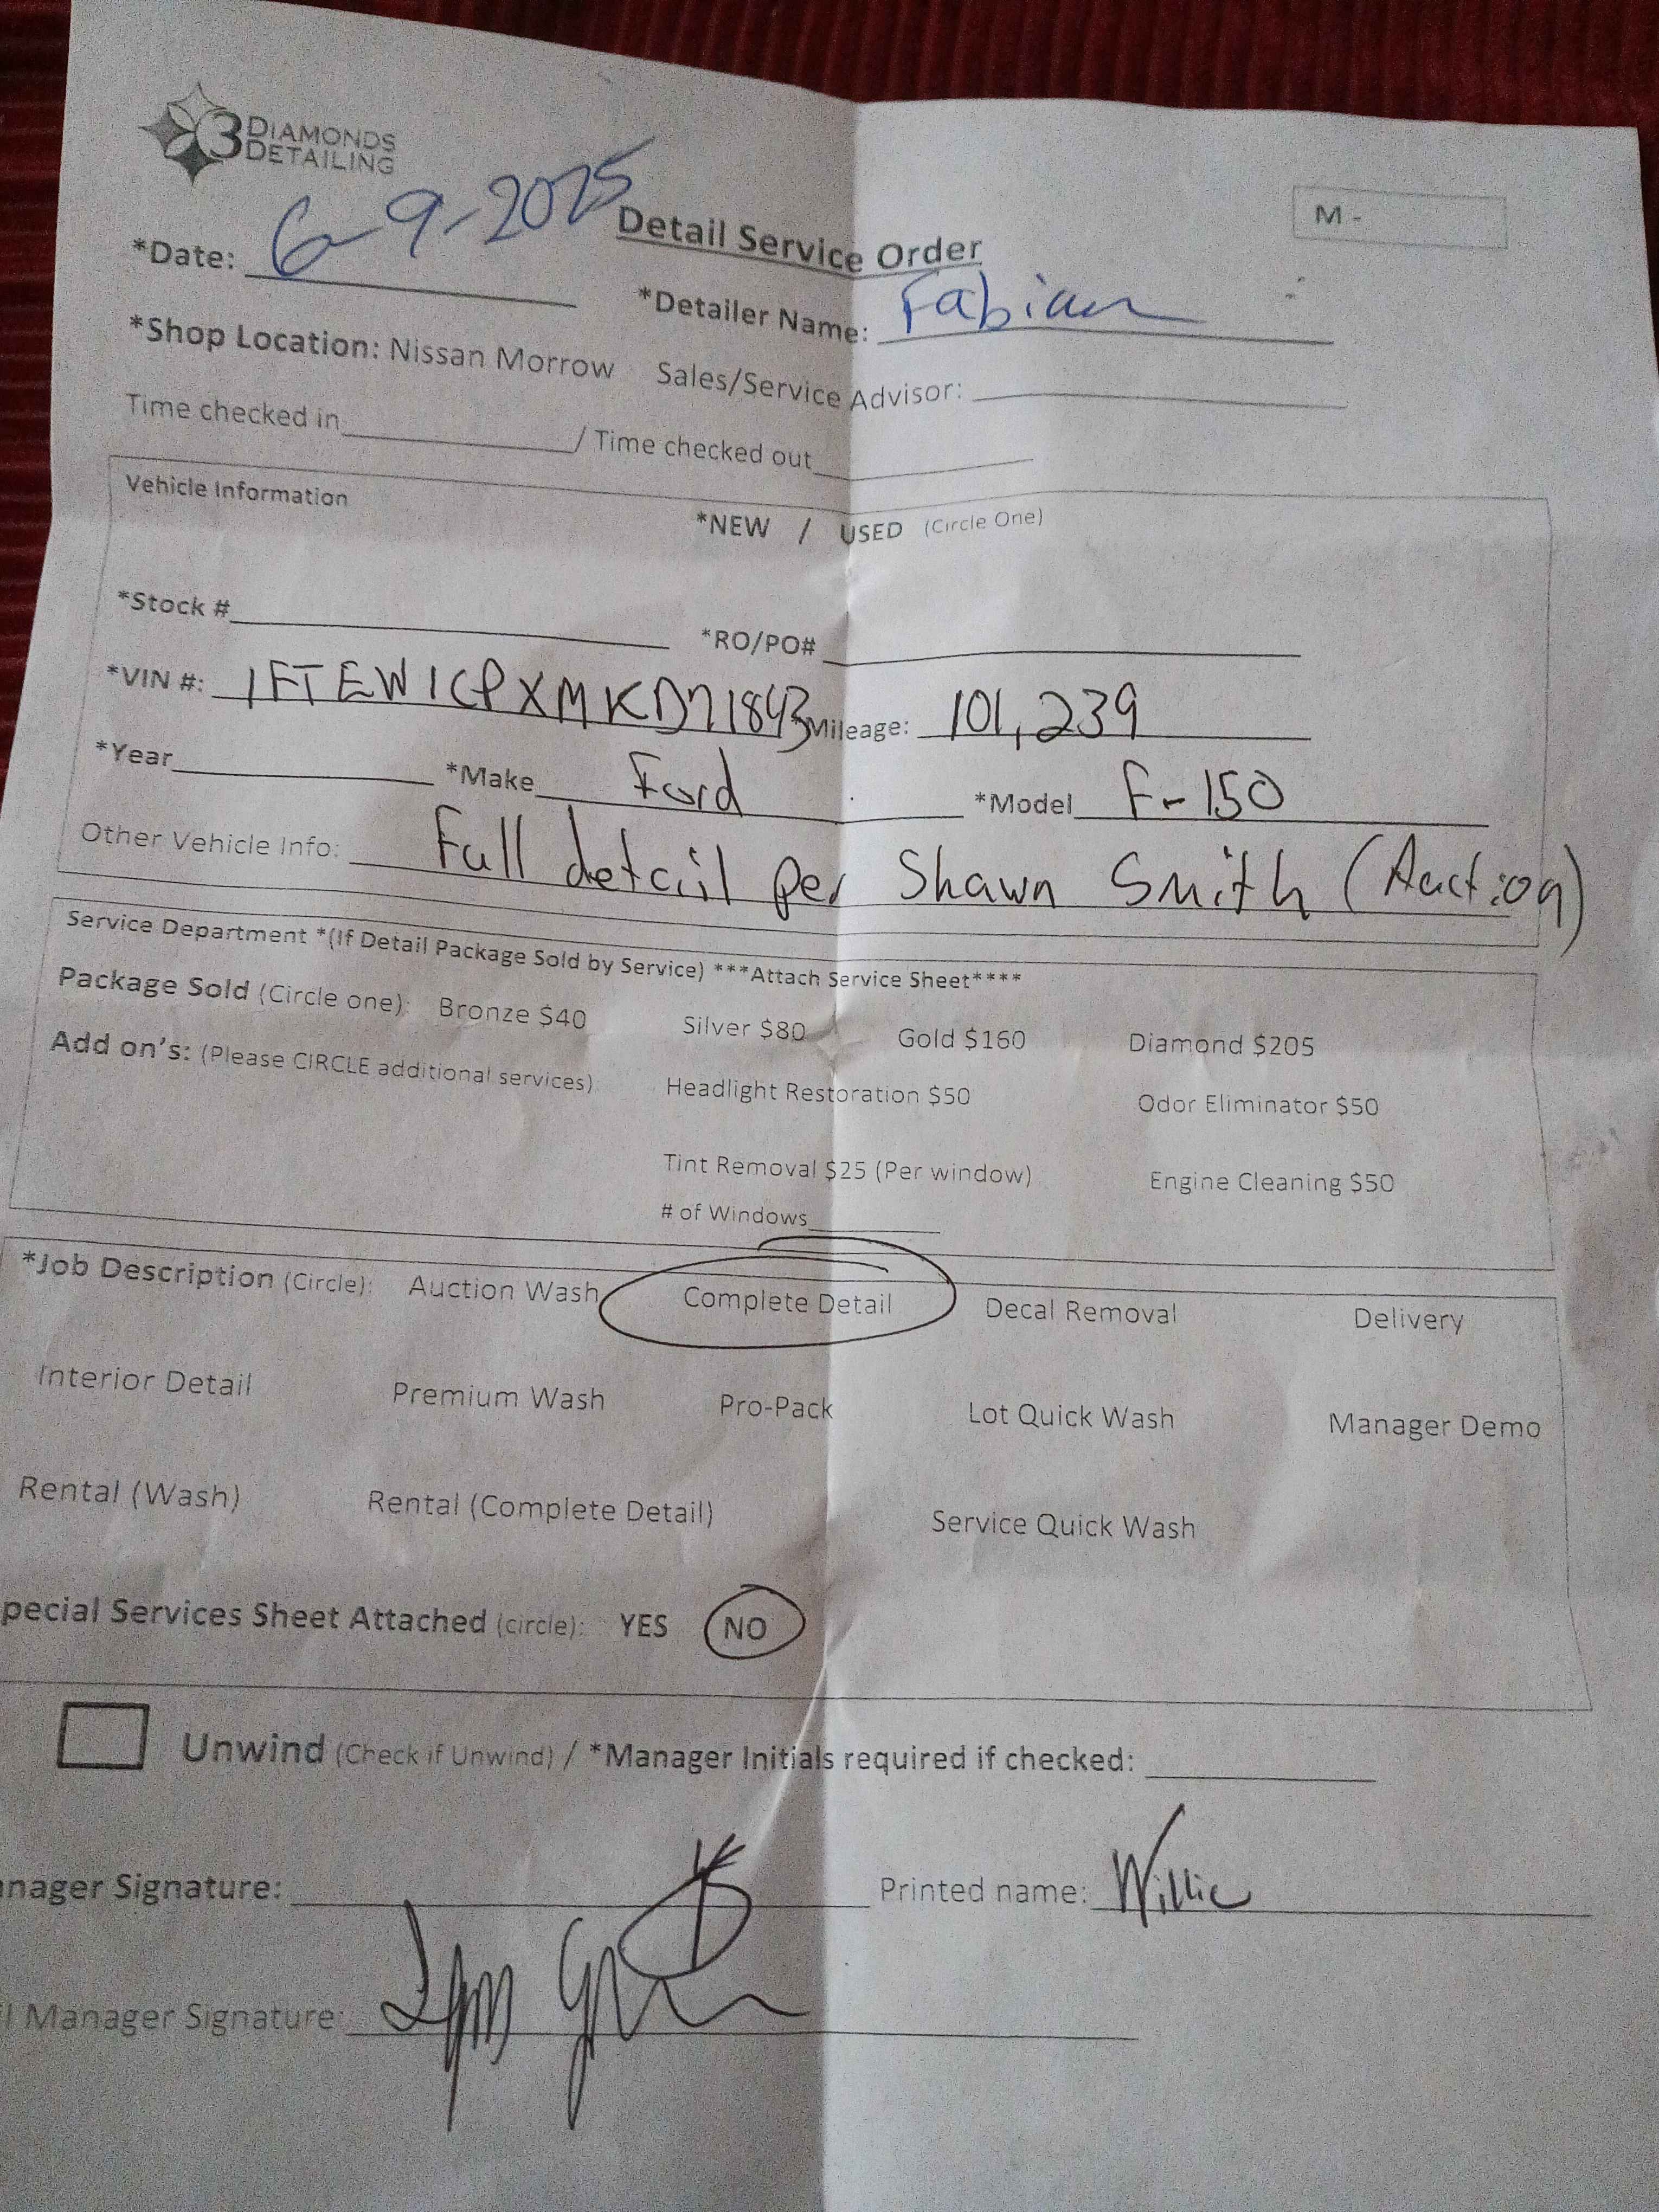 3 DIAMONDS
DETAILING
M -
Detail Service Order
*Date: 6-9-2025
*Detailer Name: Fabian
*Shop Location: Nissan Morrow Sales/Service Advisor:
Time checked in / Time checked out
Vehicle Information
*NEW / USED (Circle One)
*Stock # *RO/PO#
*VIN #: 1FTEW1CPXMKD71843 Mileage: 101,239
*Year *Make Ford *Model F-150
Other Vehicle Info: Full detail per Shawn Smith (Auction)
Service Department *(If Detail Package Sold by Service) ***Attach Service Sheet****
Package Sold (Circle one): Bronze $40 Silver $80 Gold $160 Diamond $205
Add on's: (Please CIRCLE additional services) Headlight Restoration $50 Odor Eliminator $50
Tint Removal $25 (Per window) Engine Cleaning $50
# of Windows
*Job Description (Circle): Auction Wash Complete Detail Decal Removal Delivery
Interior Detail Premium Wash Pro-Pack Lot Quick Wash Manager Demo
Rental (Wash) Rental (Complete Detail) Service Quick Wash
pecial Services Sheet Attached (circle): YES NO
Unwind (Check if Unwind) / *Manager Initials required if checked:
nager Signature: Printed name: Willie
l Manager Signature: